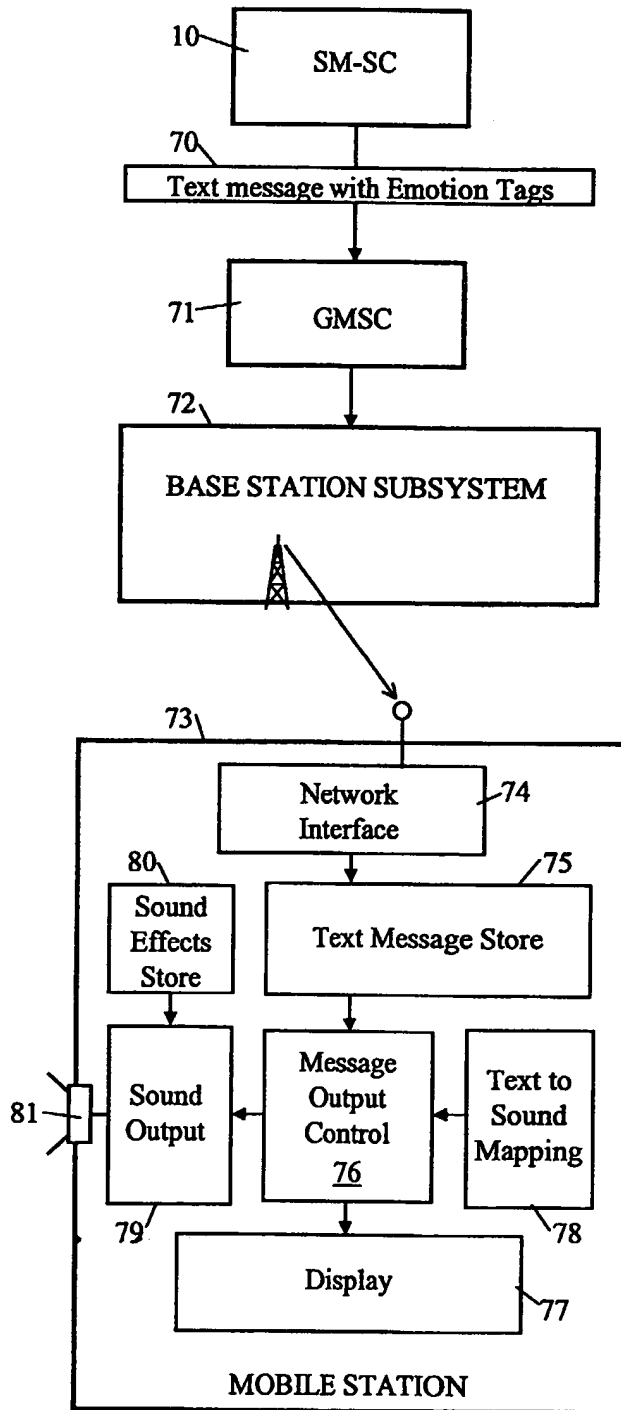 10
SM-SC
70
Text message with Emotion Tags
71
GMSC
72
BASE STATION SUBSYSTEM
73
Network
Interface
74
80
75
Sound
Effects
Store
Text Message Store
81
Sound
Output
Message
Output
Control
76
Text to
Sound
Mapping
79
78
Display
77
MOBILE STATION